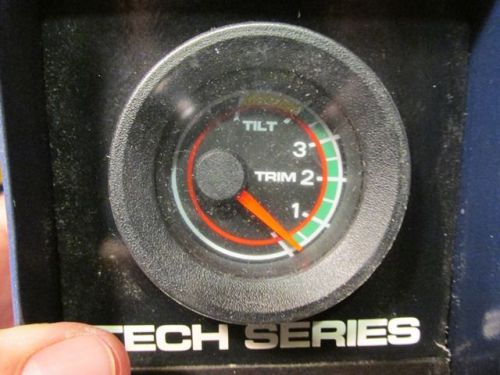 TILT
3
TRIM 2
1
TECH SERIES